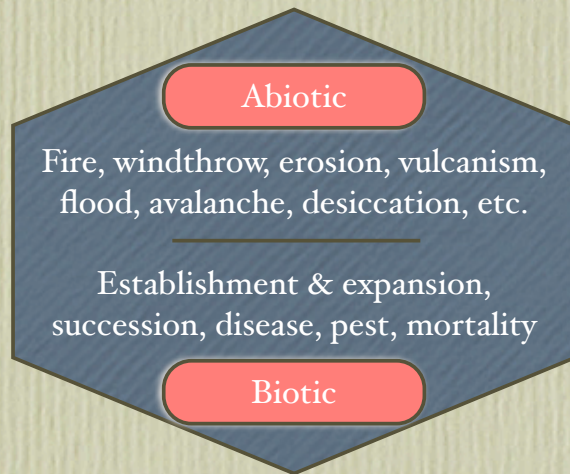 Abiotic
Fire, windthrow, erosion, vulcanism,
flood, avalanche, desiccation, etc.
Establishment & expansion,
succession, disease, pest, mortality
Biotic